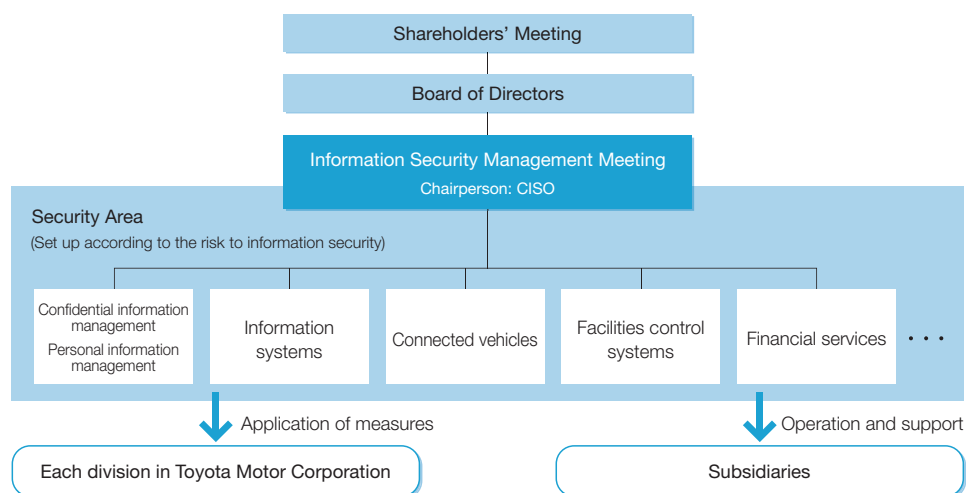 Shareholders’ Meeting
Board of Directors
Information Security Management Meeting
Chairperson: CISO
Security Area
(Set up according to the risk to information security)
Confidential information
management
Personal information
management
Information
systems
Connected vehicles
Facilities control
systems
Financial services
・・・
Application of measures
Operation and support
Each division in Toyota Motor Corporation
Subsidiaries